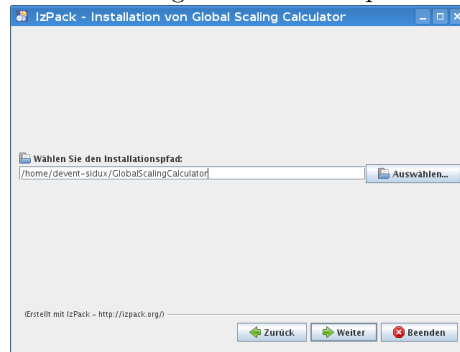 IzPack - Installation von Global Scaling Calculator
Wählen Sie den Installationspfad:
/home/devent-sidux/GlobalScalingCalculator
Auswählen...
(Erstellt mit IzPack - http://izpack.org/)
Zurück
Weiter
Beenden